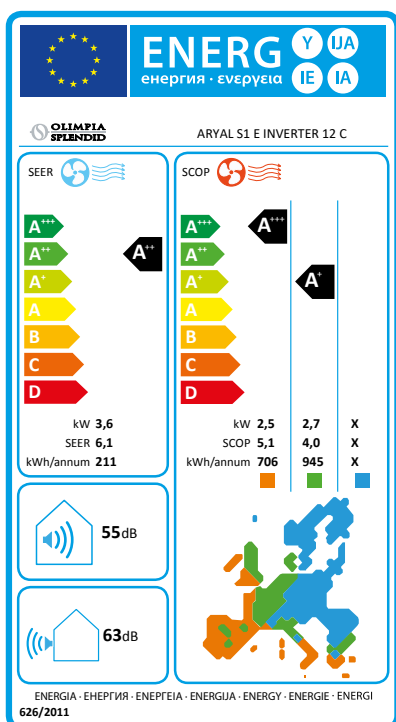 ENERG Y IJA IE IA
енергия · ενεργεια
OLIMPIA
SPLENDID
ARYAL S1 E INVERTER 12 C
SEER
SCOP
A+++
A++
A+
A
B
C
D
A++
A+++
A++
A+
A
B
C
D
A+++
A+
kW 3,6
SEER 6,1
kWh/annum 211
kW 2,5 2,7 X
SCOP 5,1 4,0 X
kWh/annum 706 945 X
55dB
63dB
ENERGIA · ЕНЕРГИЯ · ΕΝΕΡΓΕΙΑ · ENERGIJA · ENERGY · ENERGIE · ENERGI
626/2011